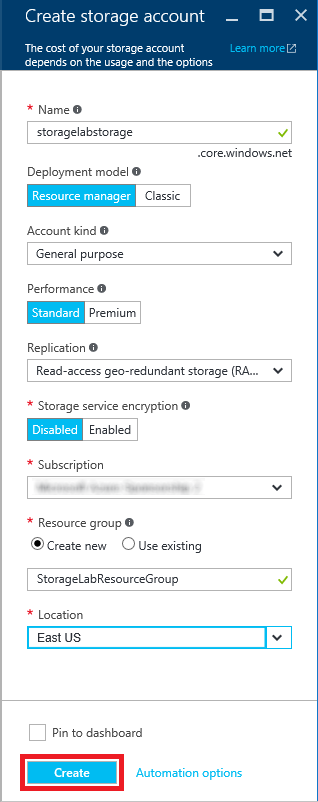 Create storage account
The cost of your storage account
depends on the usage and the options
Learn more
* Name
storagelabstorage
.core.windows.net
Deployment model
Resource manager Classic
Account kind
General purpose
Performance
Standard Premium
Replication
Read-access geo-redundant storage (RA...
* Storage service encryption
Disabled Enabled
* Subscription
* Resource group
Create new Use existing
StorageLabResourceGroup
* Location
East US
Pin to dashboard
Create Automation options